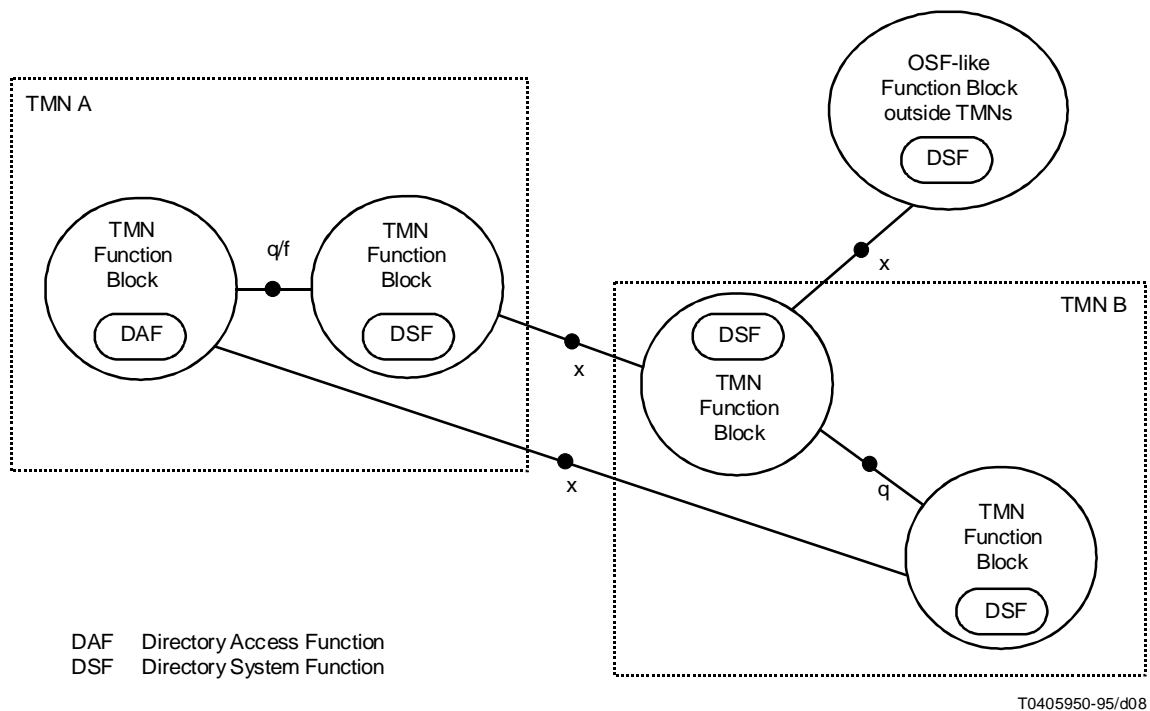 OSF-like
Function Block
outside TMNs
DSF
TMN A
TMN
Function
Block
DAF
q/f
TMN
Function
Block
DSF
x
x
x
TMN B
DSF
TMN
Function
Block
q
TMN
Function
Block
DSF
DAF Directory Access Function
DSF Directory System Function
T0405950-95/d08